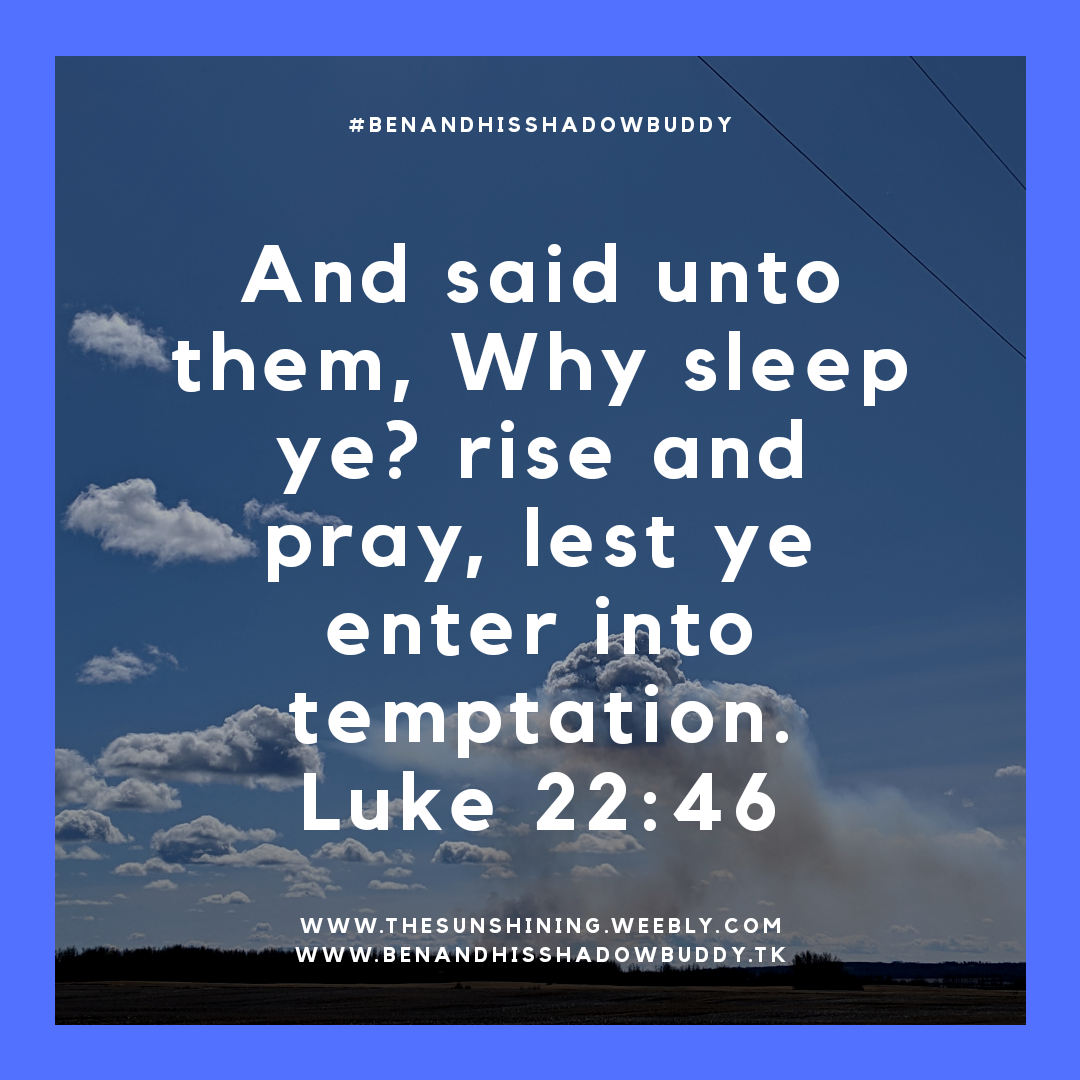 #BENANDHISSHADOWBUDDY
And said unto
them, Why sleep
ye? rise and
pray, lest ye
enter into
temptation.
Luke 22:46
WWW.THESUNSHINING.WEEBLY.COM
WWW.BENANDHISSHADOWBUDDY.TK